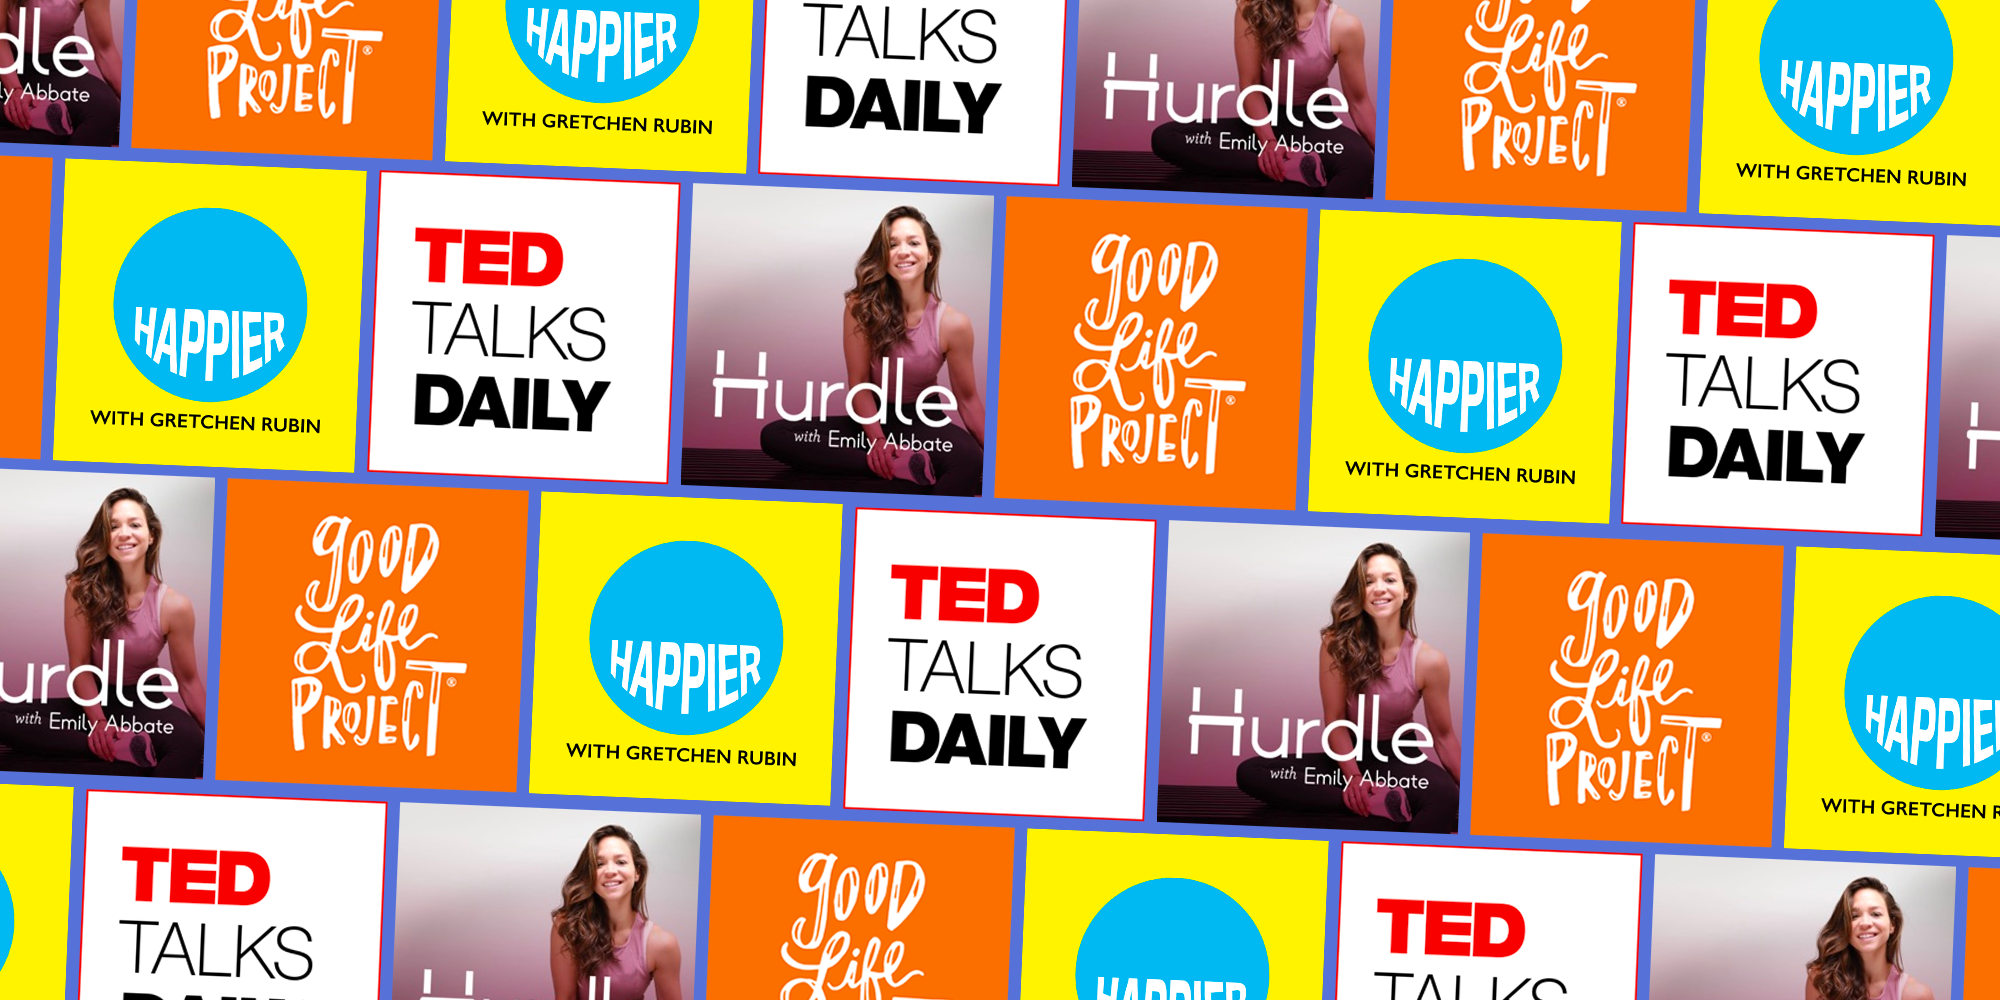 dle
ly Abbate
Life
PROJECT®
HAPPIER
WITH GRETCHEN RUBIN
TALKS
DAILY
Hurdle
with Emily Abbate
good
Life
PROJECT®
HAPPIER
WITH GRETCHEN RUBIN
HAPPIER
WITH GRETCHEN RUBIN
TED
TALKS
DAILY
Hurdle
with Emily Abbate
good
Life
PROJECT®
HAPPIER
WITH GRETCHEN RUBIN
TED
TALKS
DAILY
H
urdle
with Emily Abbate
good
Life
PROJECT®
HAPPIER
WITH GRETCHEN RUBIN
TED
TALKS
DAILY
Hurdle
with Emily Abbate
good
Life
PROJECT®
HAPPIE
WITH GRETCHEN R
TED
TALKS
DAILY
Hurdle
good
Life
HAPPIER
TED
TALKS